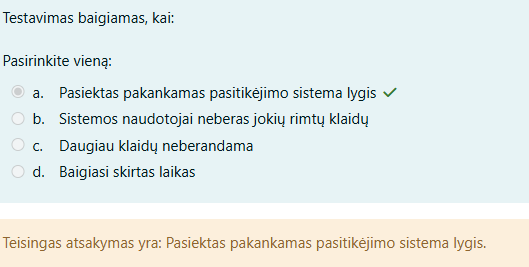 Testavimas baigiamas, kai:
Pasirinkite vieną:
a. Pasiektas pakankamas pasitikėjimo sistema lygis
b. Sistemos naudotojai neberas jokių rimtų klaidų
c. Daugiau klaidų neberandama
d. Baigiasi skirtas laikas
Teisingas atsakymas yra: Pasiektas pakankamas pasitikėjimo sistema lygis.